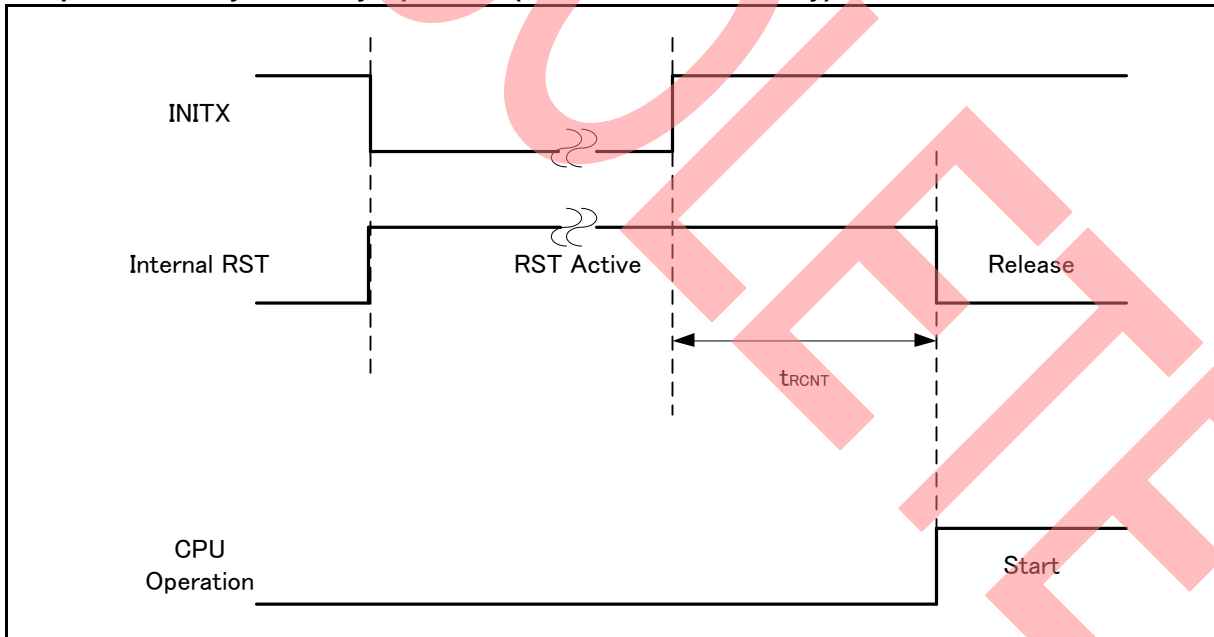 INITX
Internal RST
RST Active
Release
tRCNT
CPU
Operation
Start